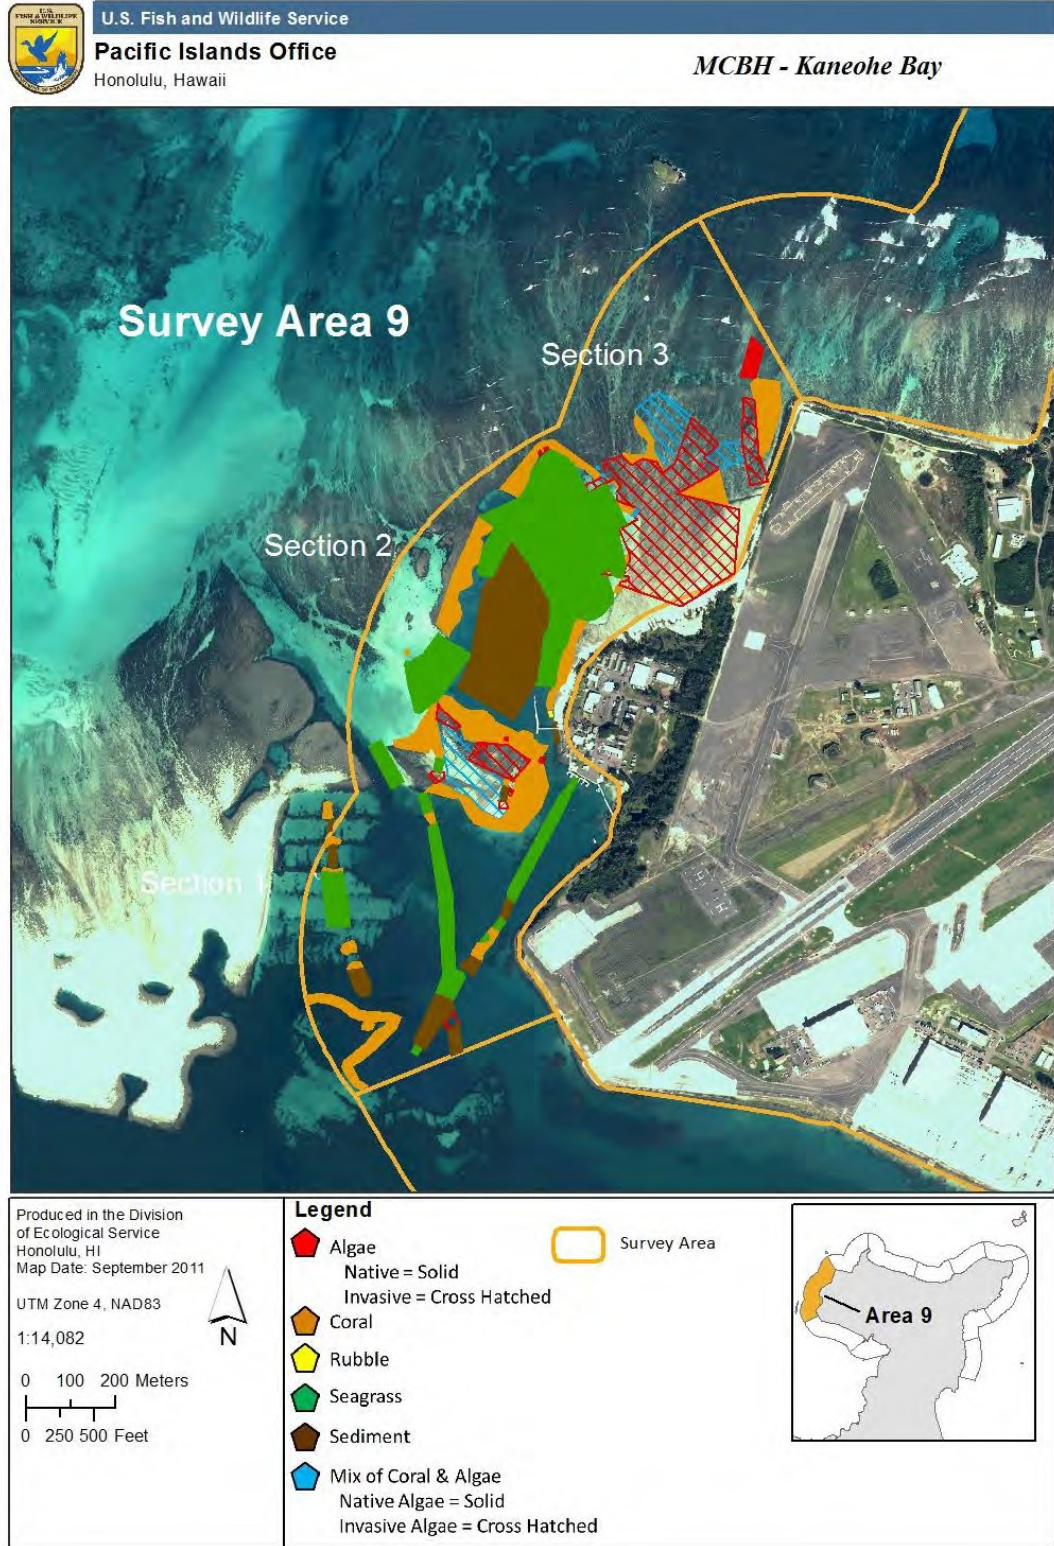 U.S.
FISH & WILDLIFE
SERVICE
U.S. Fish and Wildlife Service
Pacific Islands Office
Honolulu, Hawaii
MCBH - Kaneohe Bay
Survey Area 9
Section 3
Section 2
Section 1
Produced in the Division
of Ecological Service
Honolulu, HI
Map Date: September 2011
UTM Zone 4, NAD83
1:14,082
N
0 100 200 Meters
0 250 500 Feet
Legend
Algae
Native = Solid
Invasive = Cross Hatched
Coral
Rubble
Seagrass
Sediment
Mix of Coral & Algae
Native Algae = Solid
Invasive Algae = Cross Hatched
Survey Area
Area 9